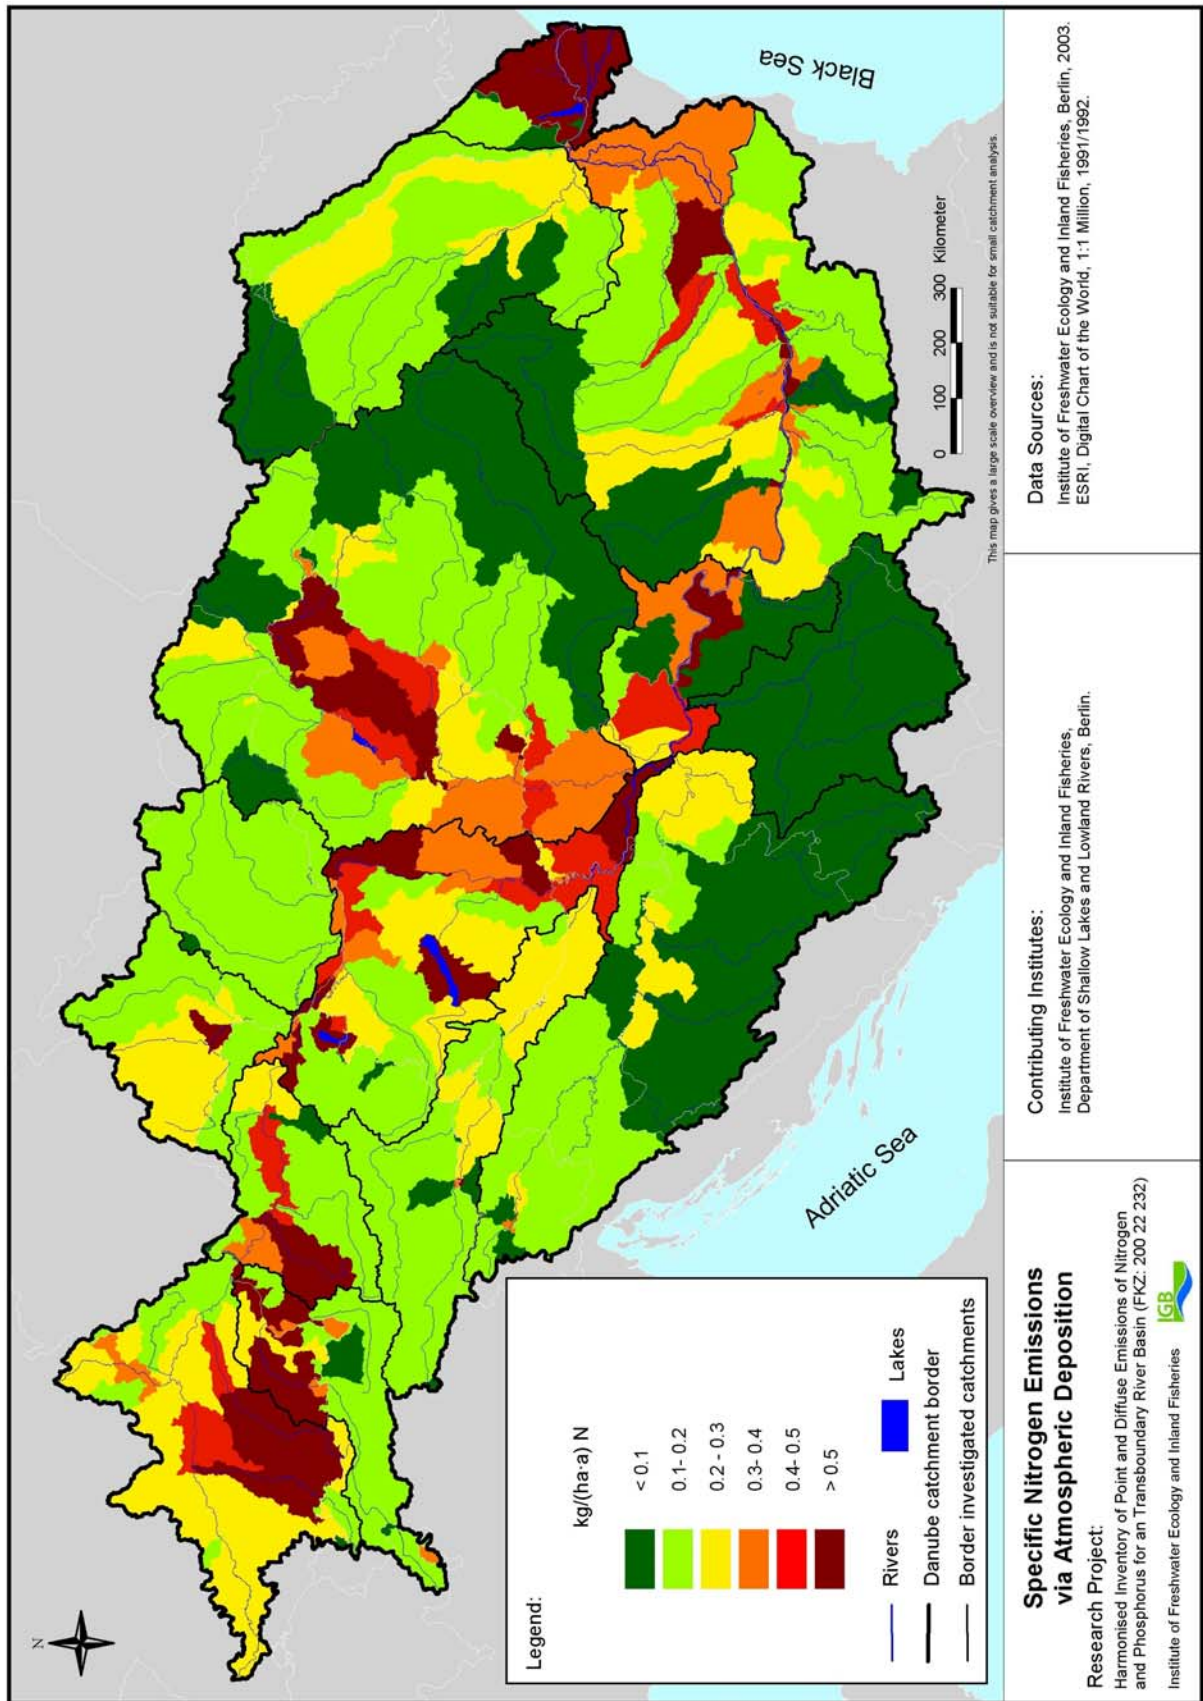 N
Black Sea
Adriatic Sea
0 100 200 300 Kilometer
This map gives a large scale overview and is not suitable for small catchment analysis.
Legend:
kg/(ha·a) N
< 0.1
0.1- 0.2
0.2 - 0.3
0.3- 0.4
0.4- 0.5
> 0.5
Rivers
Lakes
Danube catchment border
Border investigated catchments
Specific Nitrogen Emissions
via Atmospheric Deposition
Research Project:
Harmonised Inventory of Point and Diffuse Emissions of Nitrogen
and Phosphorus for an Transboundary River Basin (FKZ: 200 22 232)
Institute of Freshwater Ecology and Inland Fisheries
IGB
Contributing Institutes:
Institute of Freshwater Ecology and Inland Fisheries,
Department of Shallow Lakes and Lowland Rivers, Berlin.
Data Sources:
Institute of Freshwater Ecology and Inland Fisheries, Berlin, 2003.
ESRI, Digital Chart of the World, 1:1 Million, 1991/1992.